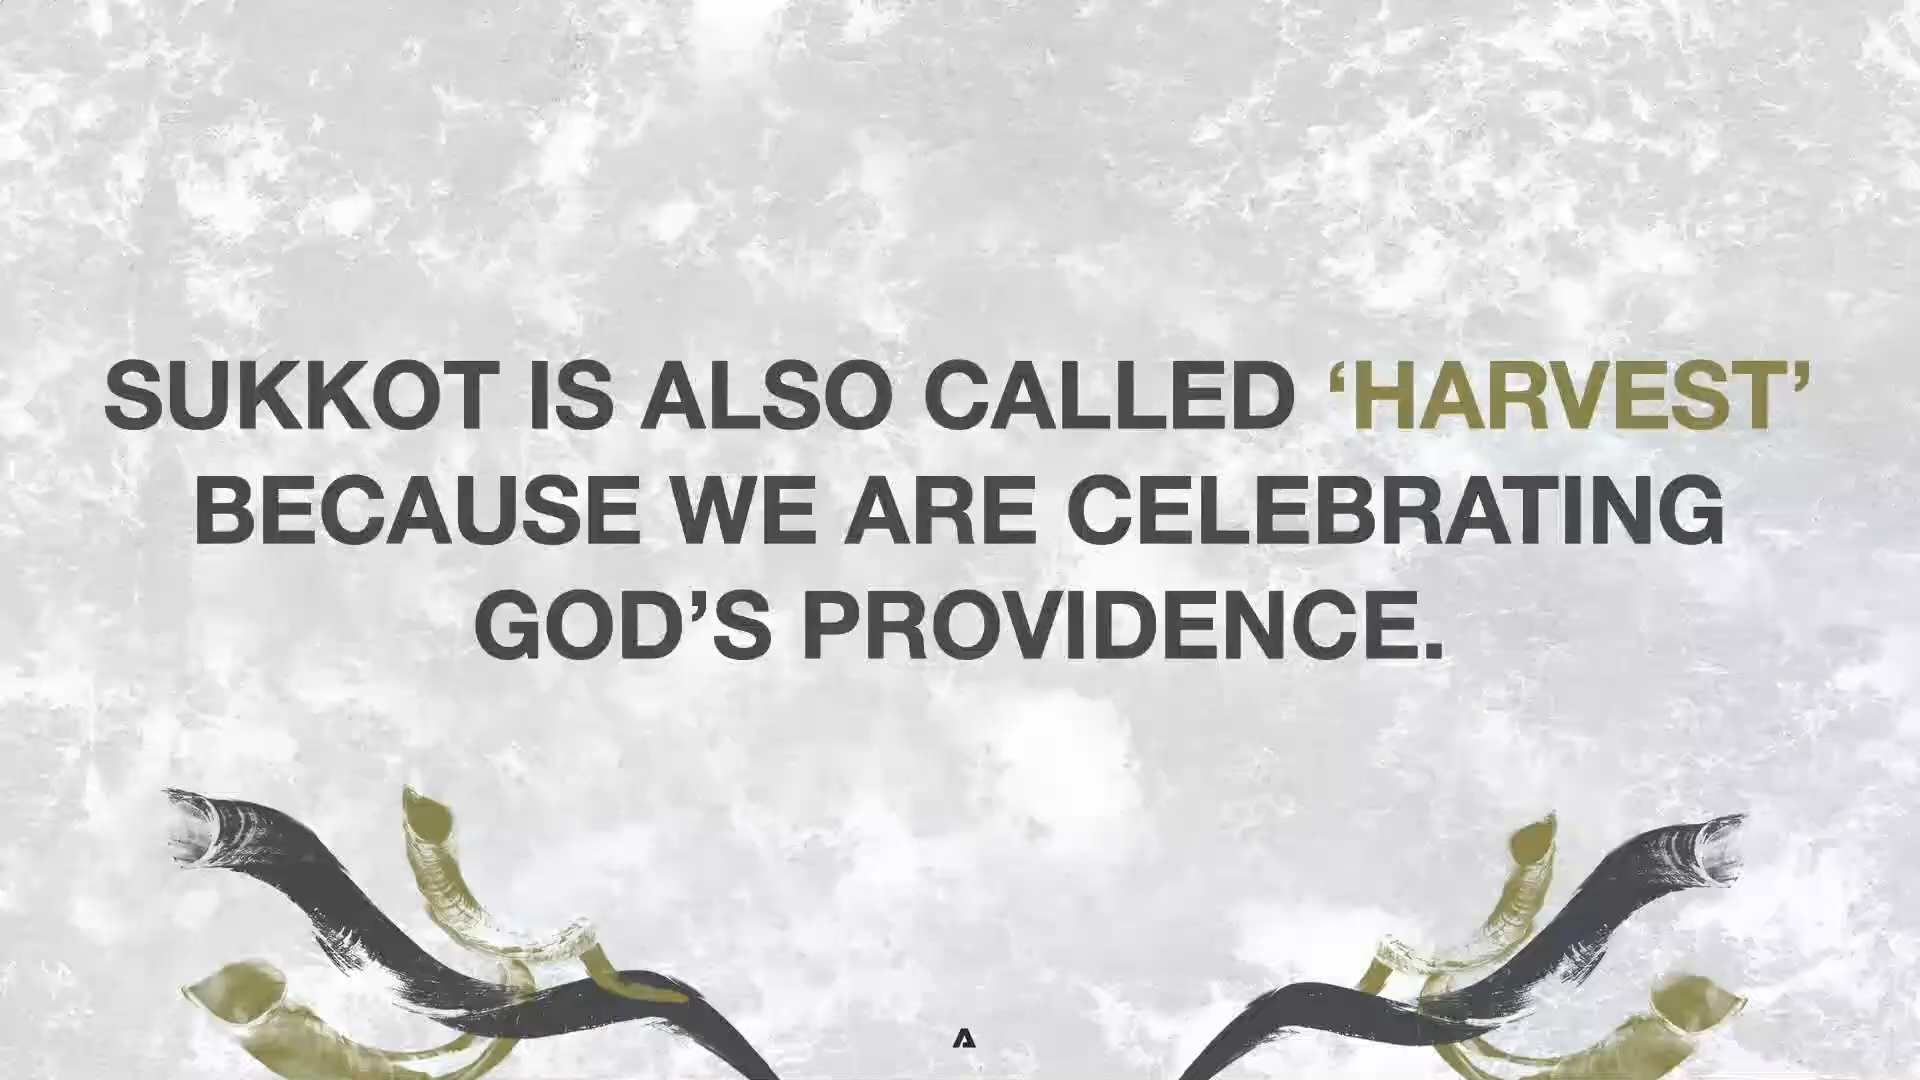 SUKKOT IS ALSO CALLED ‘HARVEST’
BECAUSE WE ARE CELEBRATING
GOD’S PROVIDENCE.